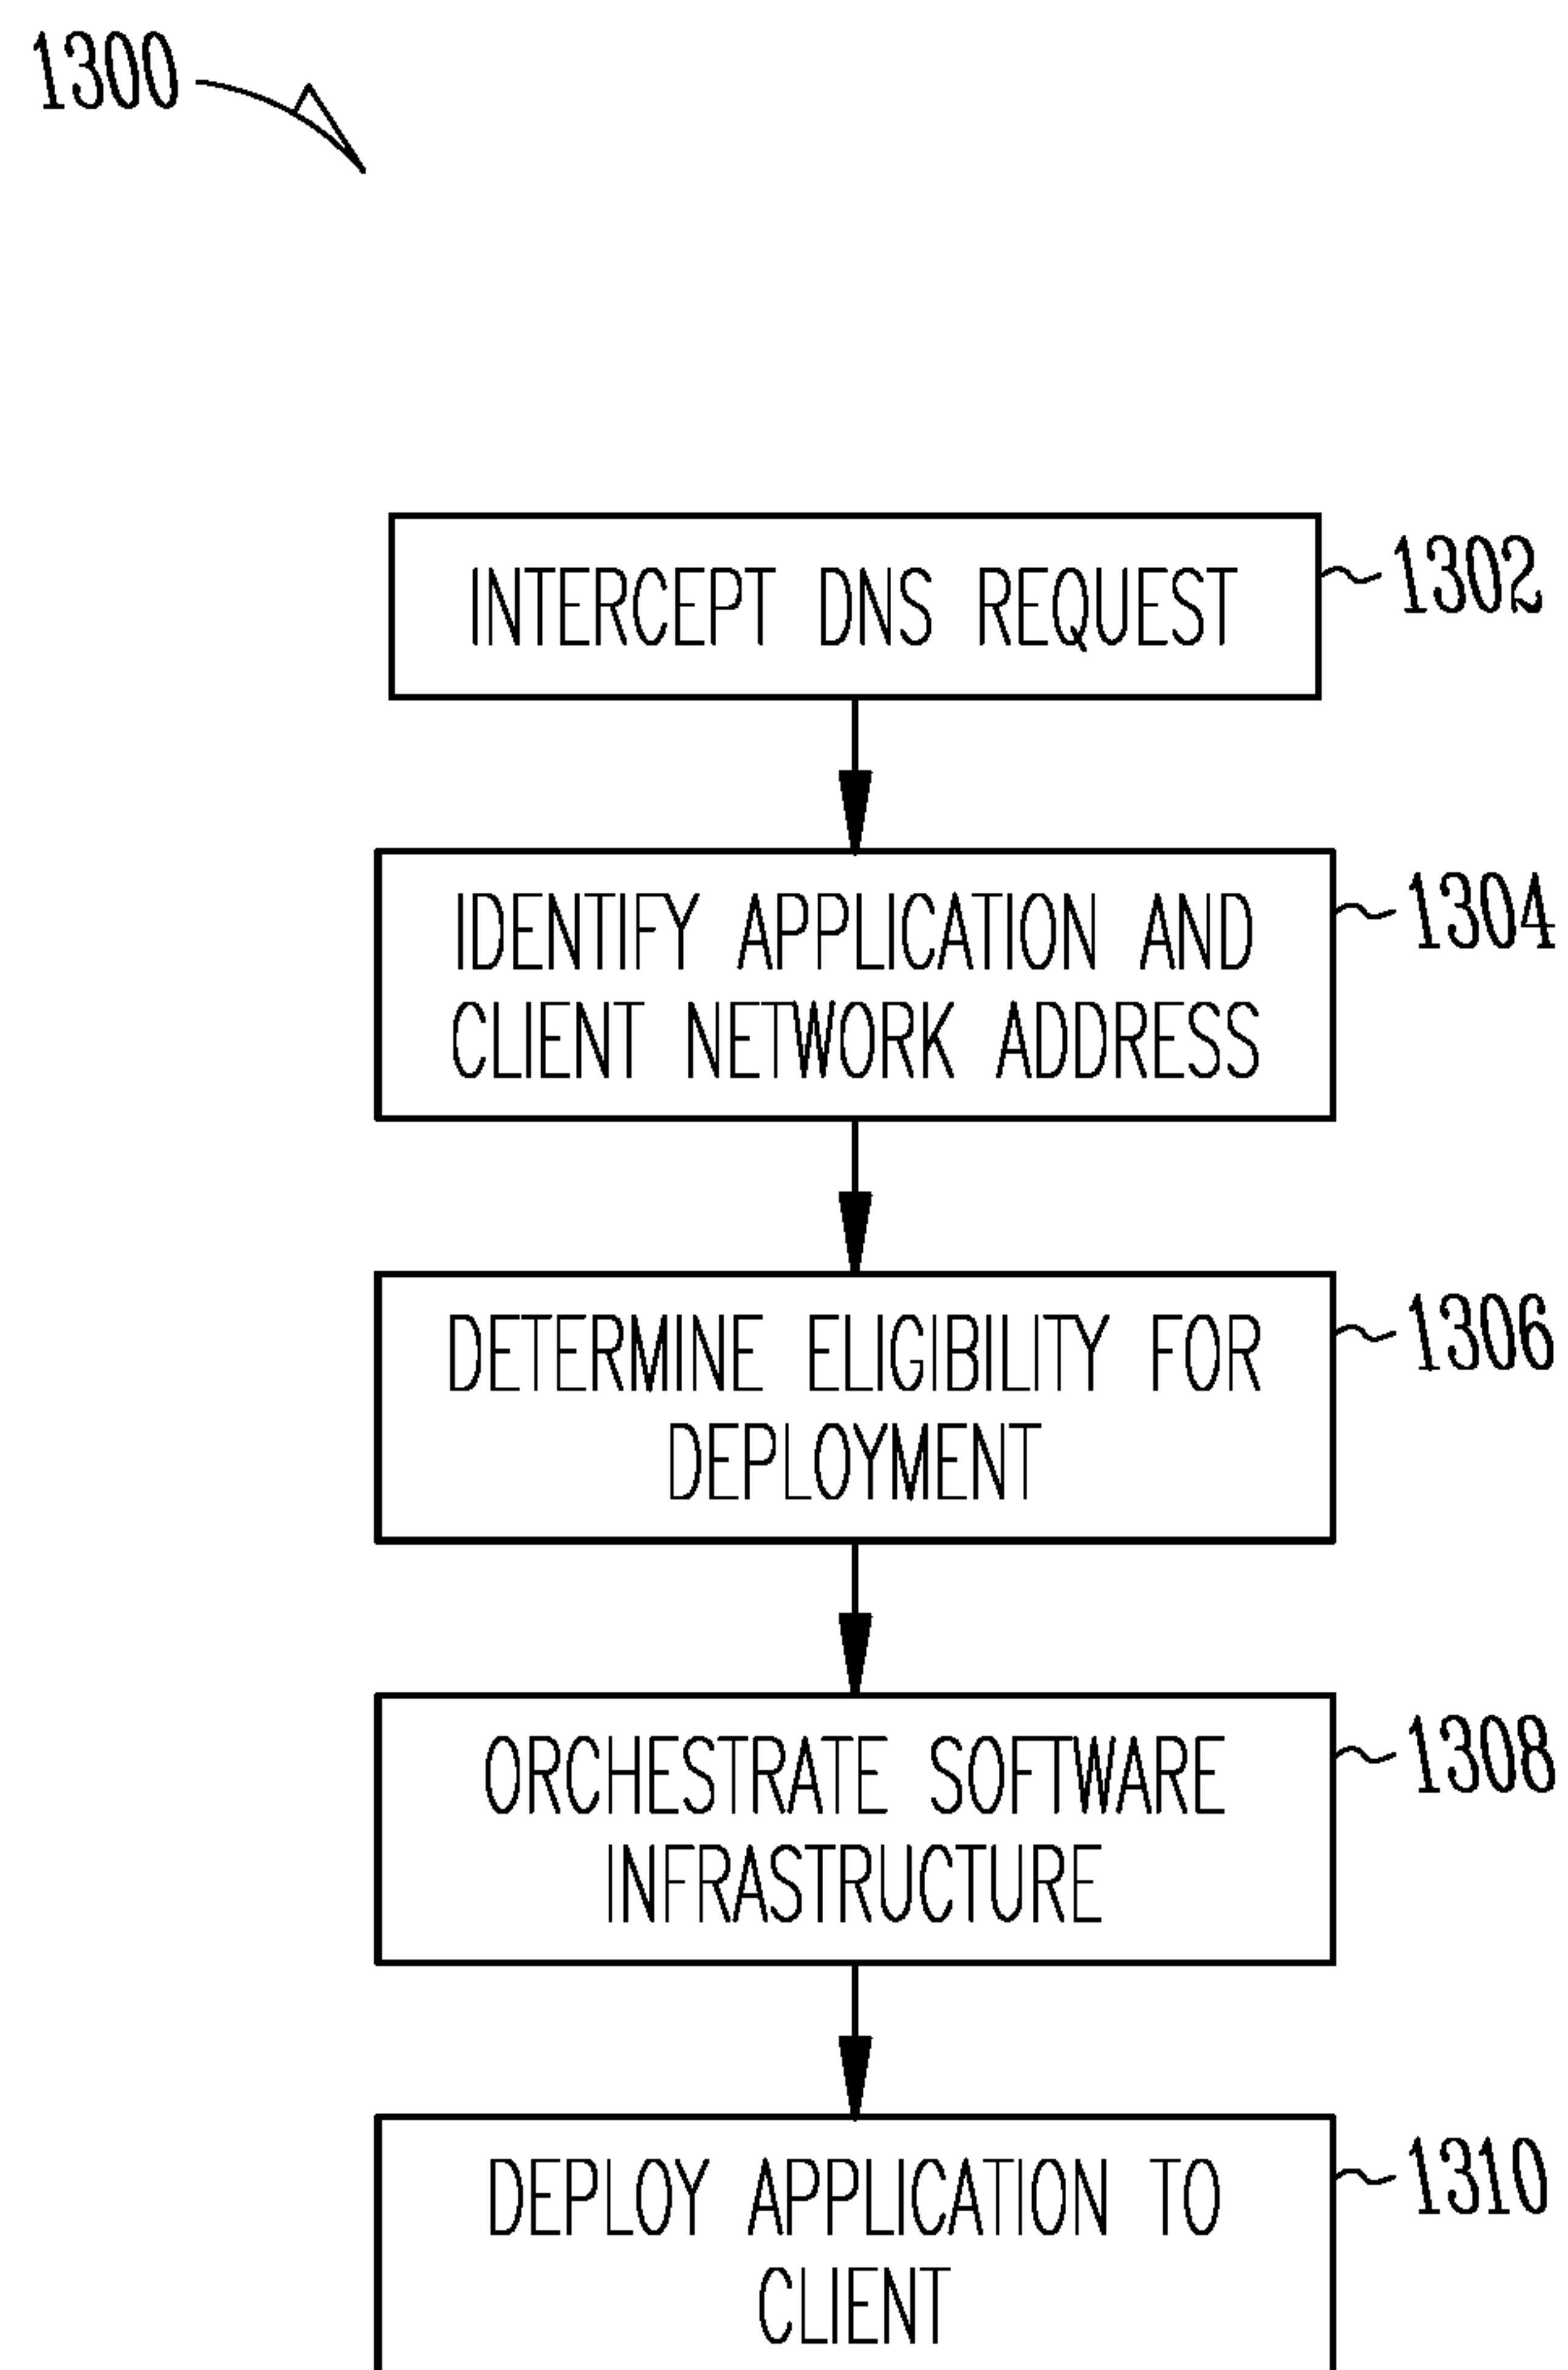 1300
INTERCEPT DNS REQUEST
1302
IDENTIFY APPLICATION AND
CLIENT NETWORK ADDRESS
1304
DETERMINE ELIGIBILITY FOR
DEPLOYMENT
1306
ORCHESTRATE SOFTWARE
INFRASTRUCTURE
1308
DEPLOY APPLICATION TO
CLIENT
1310